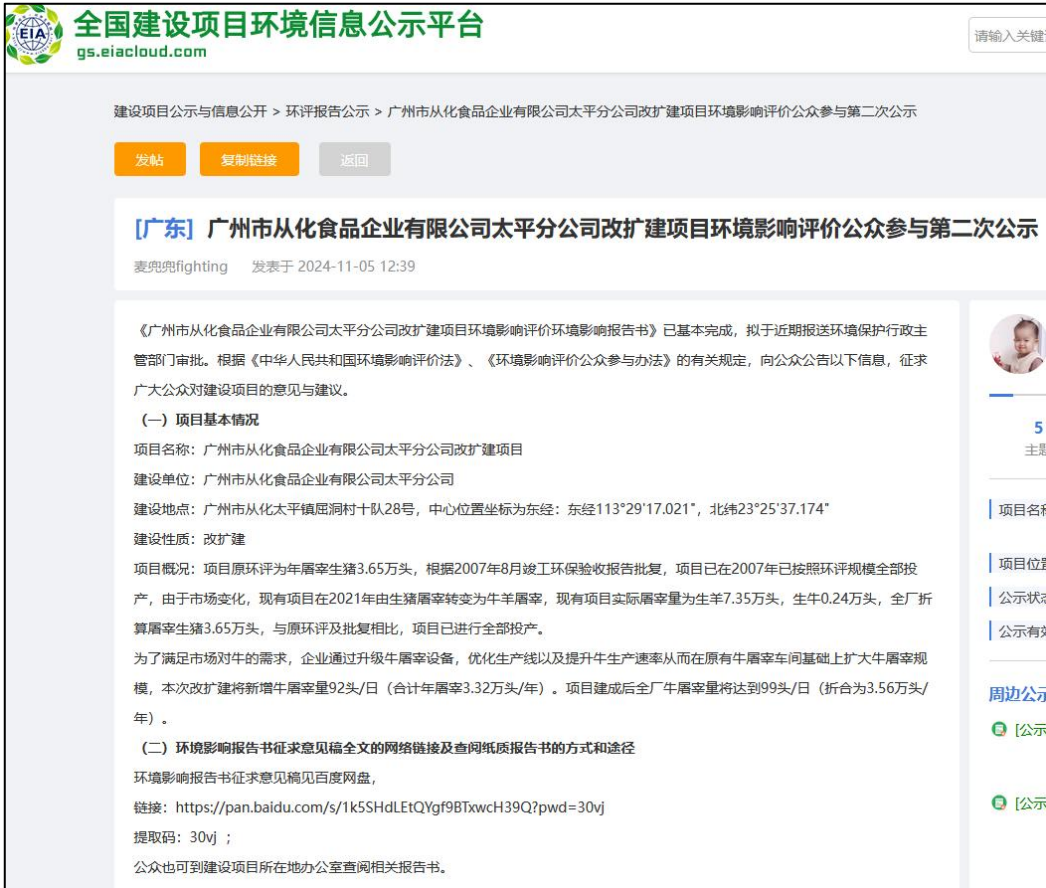 EIA
全国建设项目环境信息公示平台
gs.eiacloud.com
请输入关键
建设项目公示与信息公开 > 环评报告公示 > 广州市从化食品企业有限公司太平分公司改扩建项目环境影响评价公众参与第二次公示
发帖 复制链接 返回
[广东] 广州市从化食品企业有限公司太平分公司改扩建项目环境影响评价公众参与第二次公示
麦兜兜fighting 发表于 2024-11-05 12:39
《广州市从化食品企业有限公司太平分公司改扩建项目环境影响评价环境影响报告书》已基本完成，拟于近期报送环境保护行政主
管部门审批。根据《中华人民共和国环境影响评价法》、《环境影响评价公众参与办法》的有关规定，向公众公告以下信息，征求
广大公众对建设项目的意见与建议。
（一）项目基本情况
项目名称：广州市从化食品企业有限公司太平分公司改扩建项目
建设单位：广州市从化食品企业有限公司太平分公司
建设地点：广州市从化太平镇屈洞村十队28号，中心位置坐标为东经：东经113°29'17.021"，北纬23°25'37.174"
建设性质：改扩建
项目概况：项目原环评为年屠宰生猪3.65万头，根据2007年8月竣工环保验收报告批复，项目已在2007年已按照环评规模全部投
产，由于市场变化，现有项目在2021年由生猪屠宰转变为牛羊屠宰，现有项目实际屠宰量为生羊7.35万头，生牛0.24万头，全厂折
算屠宰生猪3.65万头，与原环评及批复相比，项目已进行全部投产。
为了满足市场对牛的需求，企业通过升级牛屠宰设备，优化生产线以及提升牛生产速率从而在原有牛屠宰车间基础上扩大牛屠宰规
模，本次改扩建将新增牛屠宰量92头/日（合计年屠宰3.32万头/年）。项目建成后全厂牛屠宰量将达到99头/日（折合为3.56万头/
年）。
（二）环境影响报告书征求意见稿全文的网络链接及查阅纸质报告书的方式和途径
环境影响报告书征求意见稿见百度网盘，
链接：https://pan.baidu.com/s/1k5SHdLEtQYgf9BTxwcH39Q?pwd=30vj
提取码：30vj ；
公众也可到建设项目所在地办公室查阅相关报告书。
5
主题
项目名称
项目位置
公示状态
公示有效
周边公示
[公示
[公示